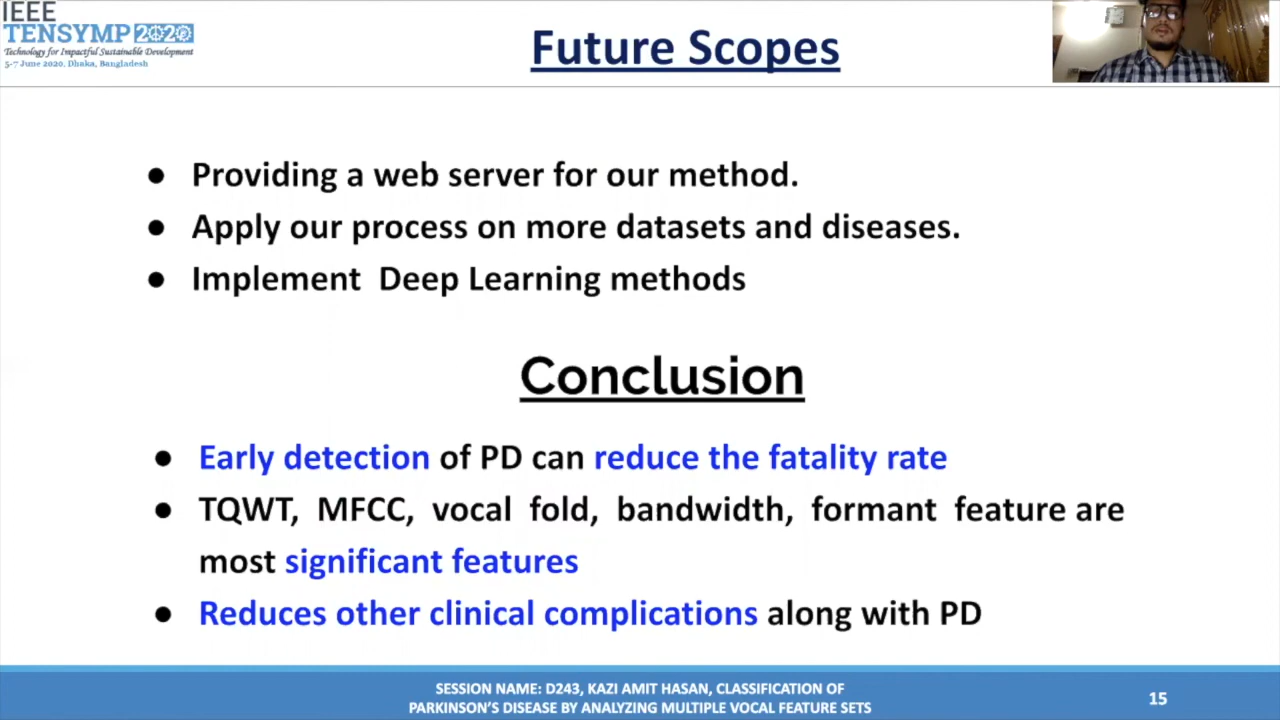 IEEE
TENSYMP 2020
Technology for Impactful Sustainable Development
5-7 June 2020, Dhaka, Bangladesh
Future Scopes
● Providing a web server for our method.
● Apply our process on more datasets and diseases.
● Implement Deep Learning methods
Conclusion
● Early detection of PD can reduce the fatality rate
● TQWT, MFCC, vocal fold, bandwidth, formant feature are
most significant features
● Reduces other clinical complications along with PD
SESSION NAME: D243, KAZI AMIT HASAN, CLASSIFICATION OF
PARKINSON'S DISEASE BY ANALYZING MULTIPLE VOCAL FEATURE SETS
15